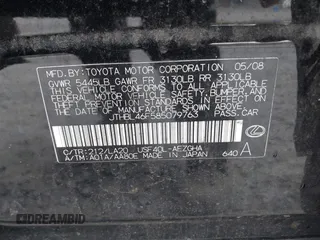 MFD. BY: TOYOTA MOTOR CORPORATION 05/08
GVWR 5445LB GAWR FR 3130LB RR 3130LB
THIS VEHICLE CONFORMS TO ALL APPLICABLE
FEDERAL MOTOR VEHICLE SAFETY,
BUMPER, AND THEFT PREVENTION
STANDARDS IN EFFECT ON THE DATE OF
MANUFACTURE SHOWN ABOVE.
JTHBL46F585079763 PASS.CAR
C/TR:212/LA20 USF40L-AEZGHA
A/TM:A01A/AA80E MADE IN JAPAN 640 A
AUTOBIDMD